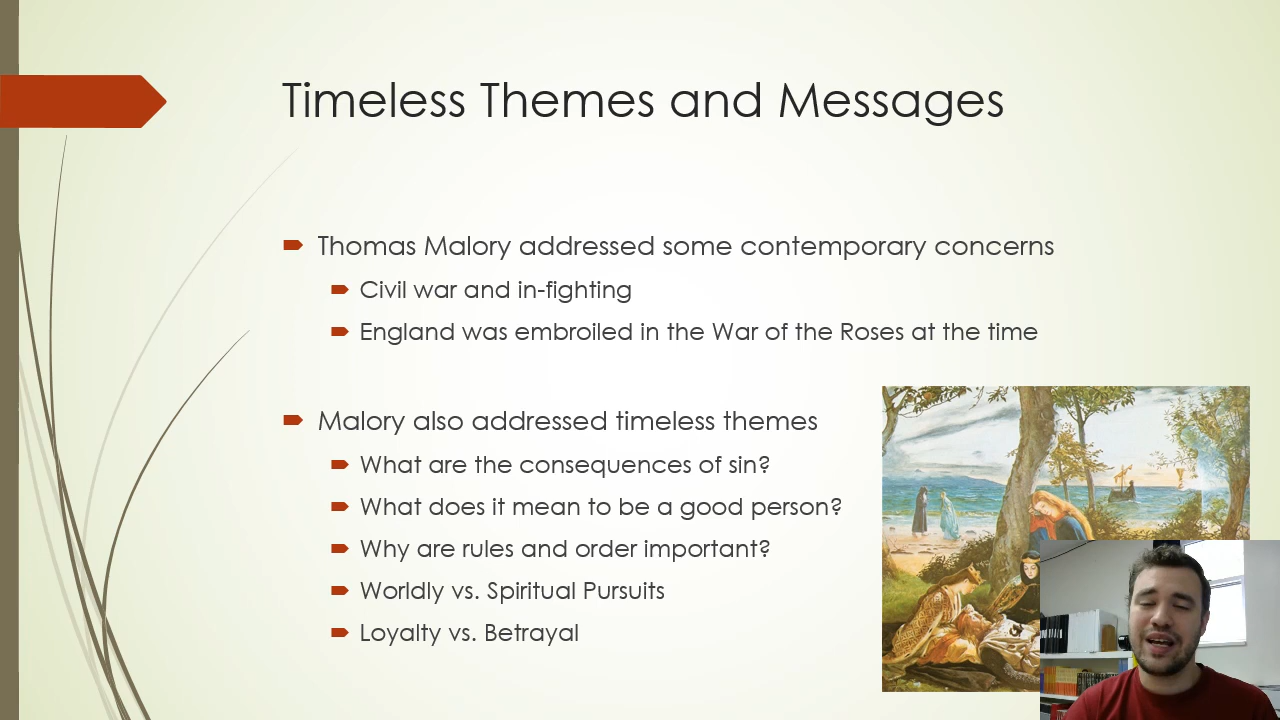 Timeless Themes and Messages
Thomas Malory addressed some contemporary concerns
Civil war and in-fighting
England was embroiled in the War of the Roses at the time
Malory also addressed timeless themes
What are the consequences of sin?
What does it mean to be a good person?
Why are rules and order important?
Worldly vs. Spiritual Pursuits
Loyalty vs. Betrayal